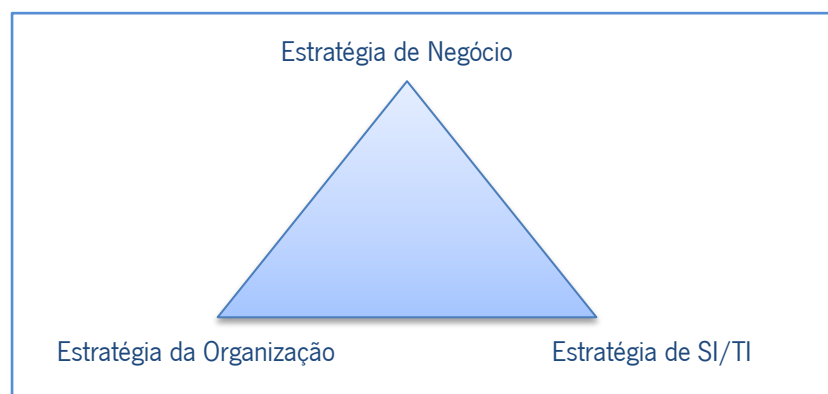 Estratégia de Negócio
Estratégia da Organização
Estratégia de SI/TI